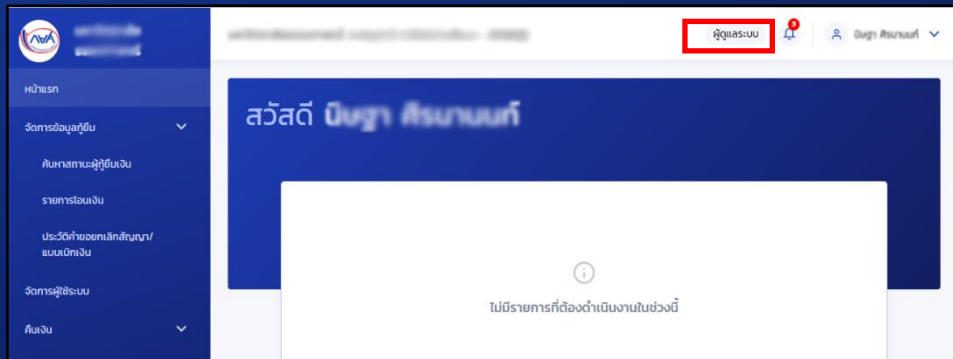 กยศ
ผู้ดูแลระบบ
3
หน้าแรก
จัดการข้อมูลกู้ยืม
ค้นหาสถานะผู้กู้ยืมเงิน
รายการโอนเงิน
ประวัติคำขอยกเลิกสัญญา/
แบบเบิกเงิน
จัดการผู้ใช้ระบบ
คืนเงิน
สวัสดี
ไม่มีรายการที่ต้องดำเนินงานในช่วงนี้